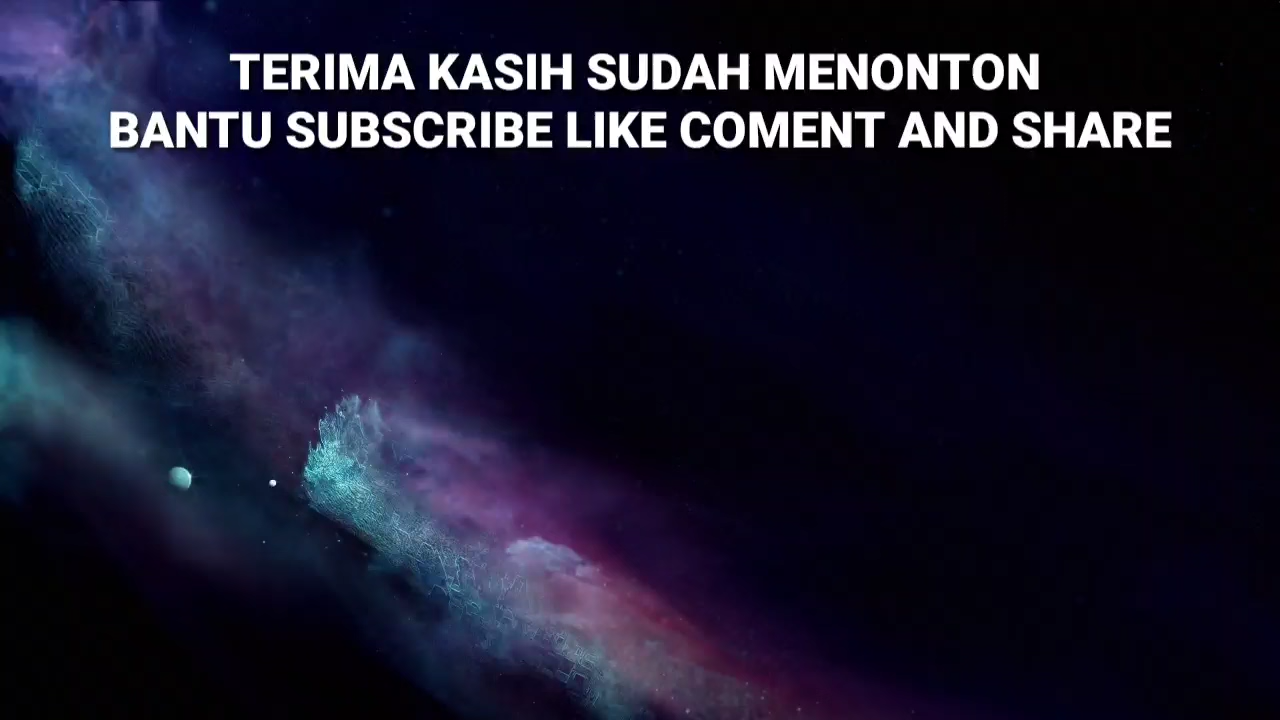 TERIMA KASIH SUDAH MENONTON
BANTU SUBSCRIBE LIKE COMENT AND SHARE